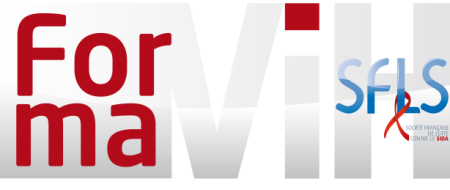 For
ma
ViH
SFLS
SOCIÉTÉ FRANÇAISE
DE LUTTE
CONTRE LE SIDA